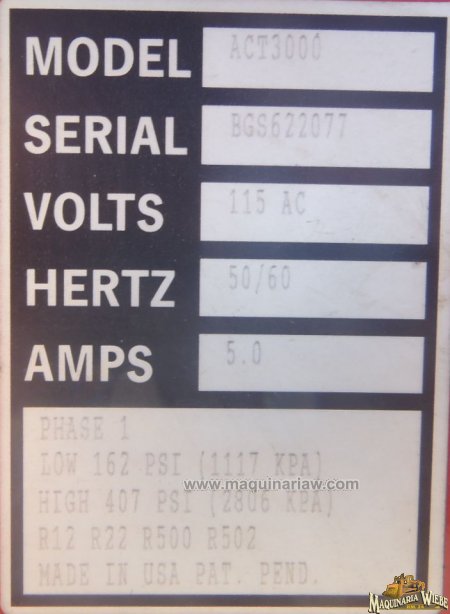 MODEL ACT3000
SERIAL BGS622077
VOLTS 115 AC
HERTZ 50/60
AMPS 5.0
PHASE 1
LOW 162 PSI (1117 KPA)
www.maquinariaw.com
HIGH 407 PSI (2806 KPA)
R12 R22 R500 R502
MADE IN USA PAT. PEND.
MAQUINARIA WIEBE